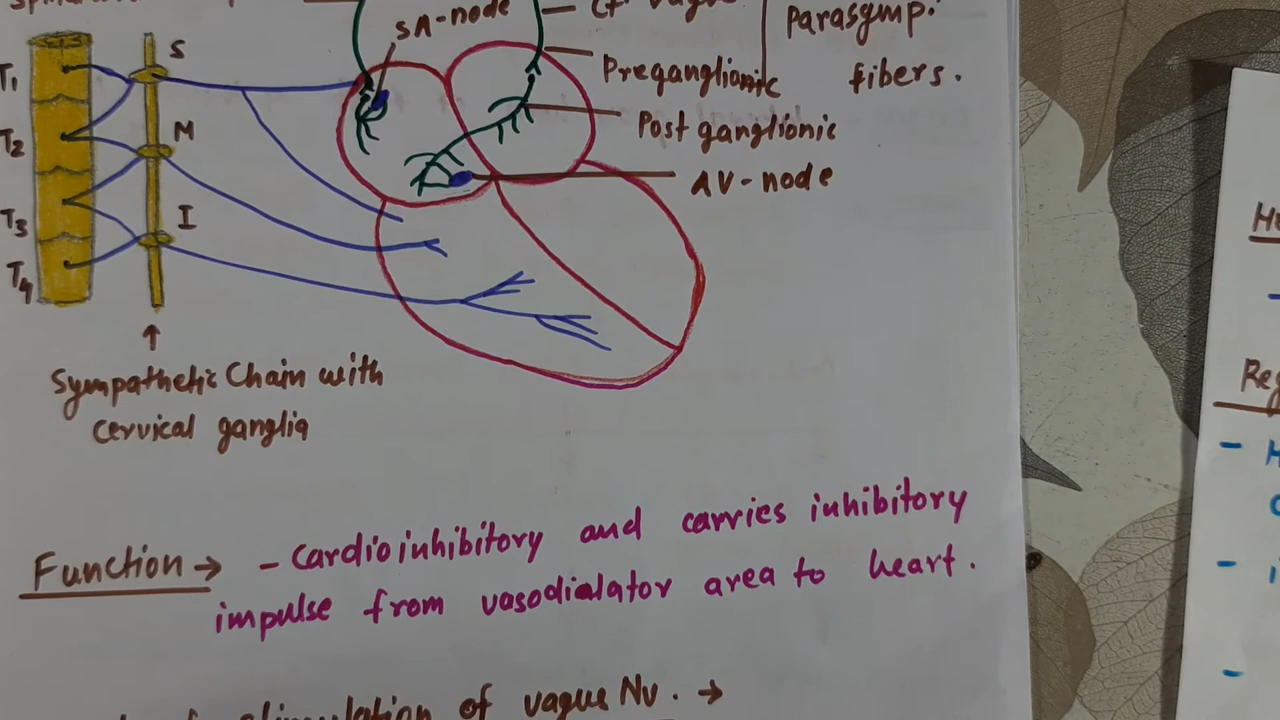 SA-node
Parasymp.
fibers.
Preganglionic
Post ganglionic
AV-node
T1
T2
T3
T4
S
M
I
Sympathetic Chain with
cervical ganglia
Function → - Cardioinhibitory and carries inhibitory
impulse from vasodialator area to heart.
stimulation of vagus Nv. →